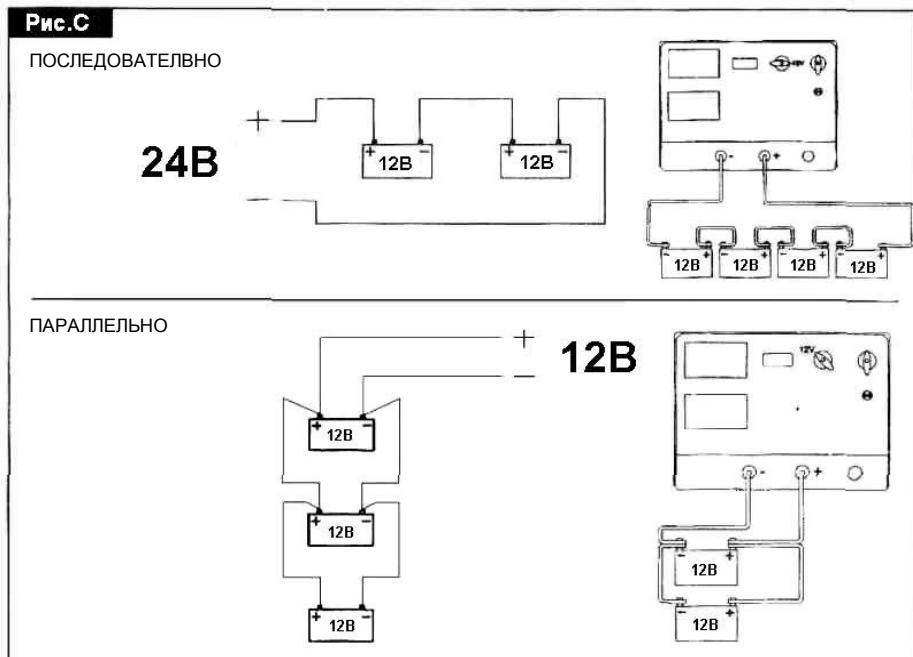 Рис.С
ПОСЛЕДОВАТЕЛВНО
+
24В
+ - 12В
+ - 12В
- +
- + 12В
- + 12В
- + 12В
- + 12В
ПАРАЛЛЕЛЬНО
+
12В
-
12V
+ - 12В
+ - 12В
+ - 12В
- +
- + 12В
- + 12В